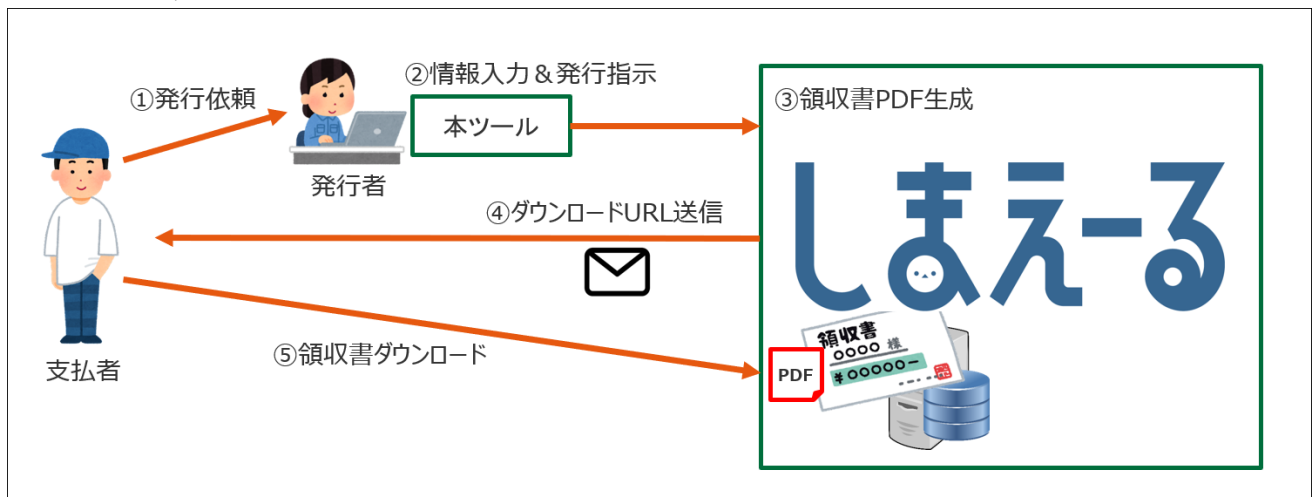 ①発行依頼
②情報入力＆発行指示
本ツール
発行者
③領収書PDF生成
しまえーる
④ダウンロードURL送信
領収書
○○○○ 様
¥○○○○○−
PDF
⑤領収書ダウンロード
支払者